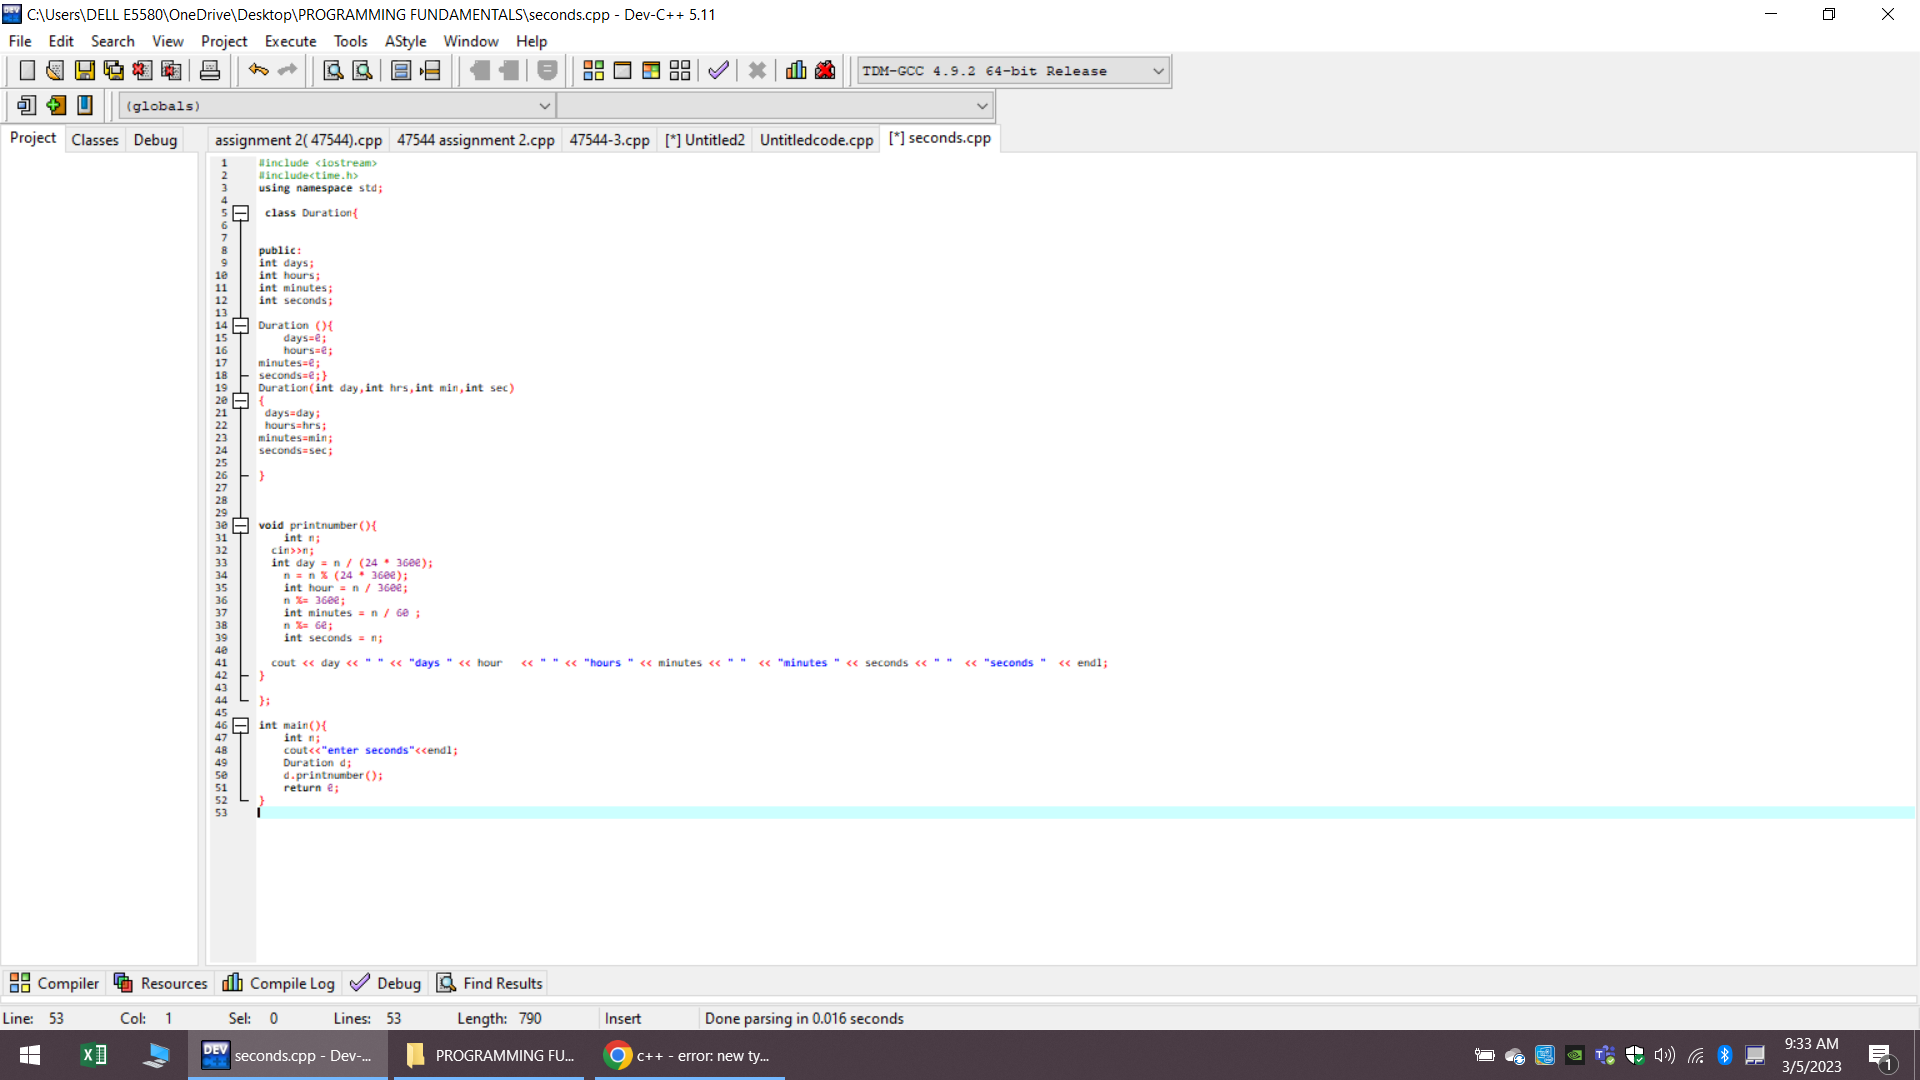 C:\Users\DELL E5580\OneDrive\Desktop\PROGRAMMING FUNDAMENTALS\seconds.cpp - Dev-C++ 5.11
File Edit Search View Project Execute Tools AStyle Window Help
TDM-GCC 4.9.2 64-bit Release
(globals)
Project Classes Debug
assignment 2( 47544).cpp 47544 assignment 2.cpp 47544-3.cpp [*] Untitled2 Untitledcode.cpp [*] seconds.cpp
1 #include <iostream>
2 #include<time.h>
3 using namespace std;
4
5 class Duration{
6
7
8 public:
9 int days;
10 int hours;
11 int minutes;
12 int seconds;
13
14 Duration (){
15 days=0;
16 hours=0;
17 minutes=0;
18 seconds=0;}
19 Duration(int day,int hrs,int min,int sec)
20 {
21 days=day;
22 hours=hrs;
23 minutes=min;
24 seconds=sec;
25
26 }
27
28
29
30 void printnumber(){
31 int n;
32 cin>>n;
33 int day = n / (24 * 3600);
34 n = n % (24 * 3600);
35 int hour = n / 3600;
36 n %= 3600;
37 int minutes = n / 60 ;
38 n %= 60;
39 int seconds = n;
40
41 cout << day << " " << "days " << hour << " " << "hours " << minutes << " " << "minutes " << seconds << " " << "seconds " << endl;
42 }
43
44 };
45
46 int main(){
47 int n;
48 cout<<"enter seconds"<<endl;
49 Duration d;
50 d.printnumber();
51 return 0;
52 }
53
Compiler Resources Compile Log Debug Find Results
Line: 53 Col: 1 Sel: 0 Lines: 53 Length: 790 Insert Done parsing in 0.016 seconds
DEV seconds.cpp - Dev-... PROGRAMMING FU... c++ - error: new ty... 9:33 AM
3/5/2023
1